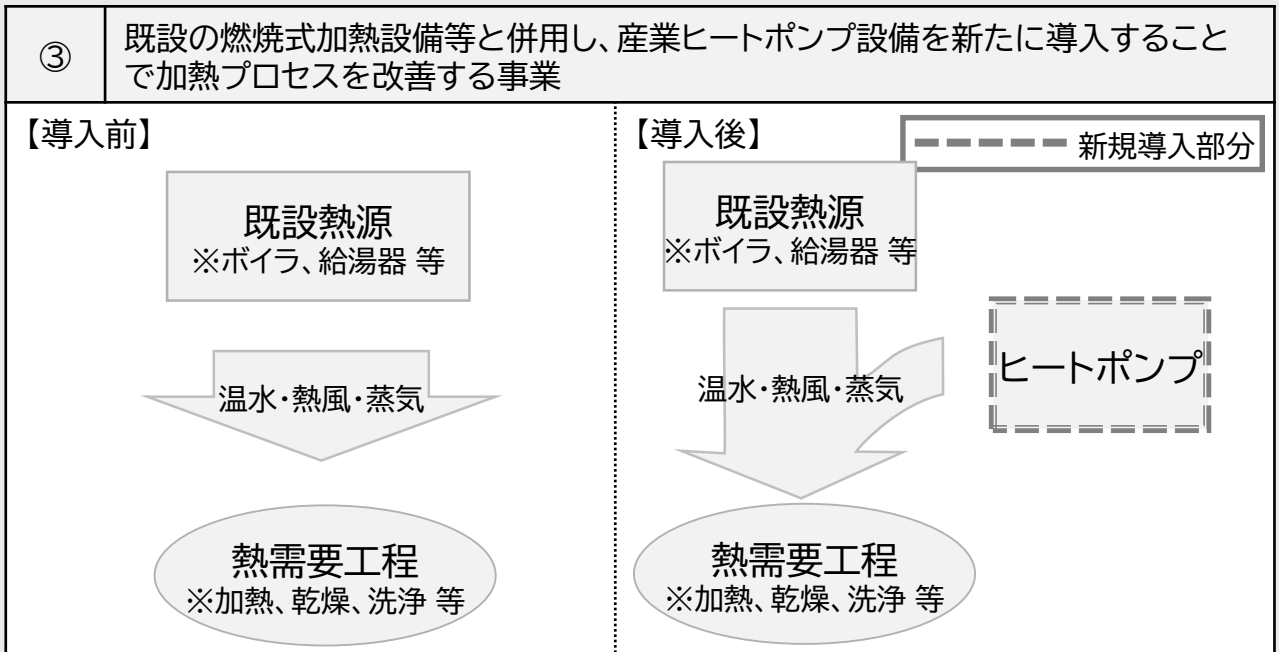 ③
既設の燃焼式加熱設備等と併用し、産業ヒートポンプ設備を新たに導入すること
で加熱プロセスを改善する事業
【導入前】
既設熱源
※ボイラ、給湯器 等
温水・熱風・蒸気
熱需要工程
※加熱、乾燥、洗浄 等
【導入後】
新規導入部分
既設熱源
※ボイラ、給湯器 等
ヒートポンプ
温水・熱風・蒸気
熱需要工程
※加熱、乾燥、洗浄 等